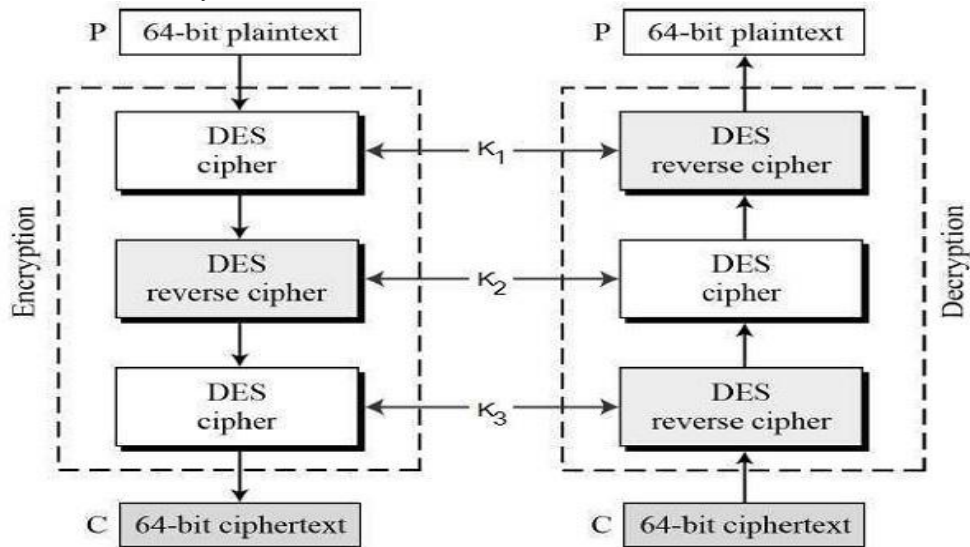 P 64-bit plaintext
DES
cipher
DES
reverse cipher
DES
cipher
C 64-bit ciphertext
Encryption
K1
K2
K3
P 64-bit plaintext
DES
reverse cipher
DES
cipher
DES
reverse cipher
C 64-bit ciphertext
Decryption